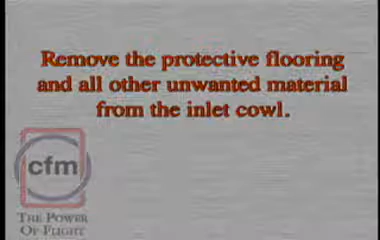 Remove the protective flooring
and all other unwanted material
from the inlet cowl.
cfm
THE POWER
OF FLIGHT